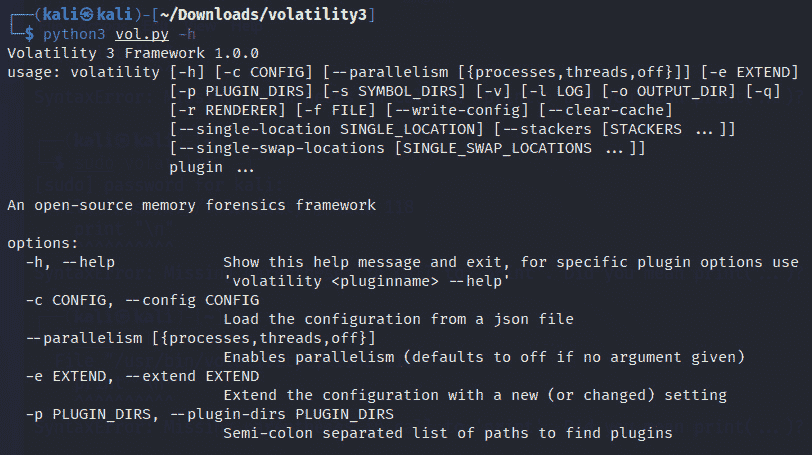 ┌──(kali㉿kali)-[~/Downloads/volatility3]
└─$ python3 vol.py -h
Volatility 3 Framework 1.0.0
usage: volatility [-h] [-c CONFIG] [--parallelism [{processes,threads,off}]] [-e EXTEND]
                  [-p PLUGIN_DIRS] [-s SYMBOL_DIRS] [-v] [-l LOG] [-o OUTPUT_DIR] [-q]
                  [-r RENDERER] [-f FILE] [--write-config] [--clear-cache]
                  [--single-location SINGLE_LOCATION] [--stackers [STACKERS ...]]
                  [--single-swap-locations [SINGLE_SWAP_LOCATIONS ...]]
                  plugin ...
An open-source memory forensics framework
options:
  -h, --help            Show this help message and exit, for specific plugin options use
                        'volatility <pluginname> --help'
  -c CONFIG, --config CONFIG
                        Load the configuration from a json file
  --parallelism [{processes,threads,off}]
                        Enables parallelism (defaults to off if no argument given)
  -e EXTEND, --extend EXTEND
                        Extend the configuration with a new (or changed) setting
  -p PLUGIN_DIRS, --plugin-dirs PLUGIN_DIRS
                        Semi-colon separated list of paths to find plugins